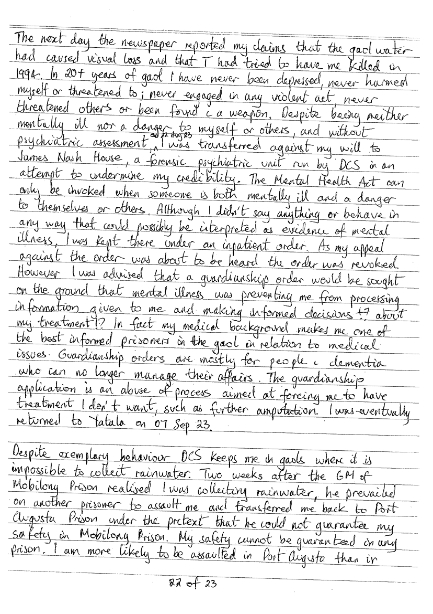 The next day the newspaper reported my claims that the gaol water
had caused visual loss and that T had tried to have me killed in
1994. In 20+ years of gaol I have never been depressed, never harmed
myself or threatened to; never engaged in any violent act, never
threatened others or been found c a weapon. Despite being neither
mentally ill nor a danger to myself or others, and without
psychiatric assessment, I was transferred against my will to
James Nash House, a forensic psychiatric unit run by DCS in an
attempt to undermine my credibility. The Mental Health Act can
only be invoked when someone is both mentally ill and a danger
to themselves or others. Although I didn't say anything or behave in
any way that could possibly be interpreted as evidence of mental
illness, I was kept there under an inpatient order. As my appeal
against the order was about to be heard the order was revoked.
However I was advised that a guardianship order would be sought
on the ground that mental illness was preventing me from processing
information given to me and making informed decisions !? about
my treatment !? In fact my medical background makes me one of
the best informed prisoners in the gaol in relation to medical
issues. Guardianship orders are mostly for people c dementia
who can no longer manage their affairs. The guardianship
application is an abuse of process aimed at forcing me to have
treatment I don't want, such as further amputation. I was eventually
returned to Yatala on 07 Sep 23.
Despite exemplary behaviour DCS keeps me in gaols where it is
impossible to collect rainwater. Two weeks after the GM of
Mobilong Prison realised I was collecting rainwater, he prevailed
on another prisoner to assault me and transferred me back to Port
Augusta Prison under the pretext that he could not guarantee my
safety in Mobilong Prison. My safety cannot be guaranteed in any
prison. I am more likely to be assaulted in Port Augusta than in
22 of 23